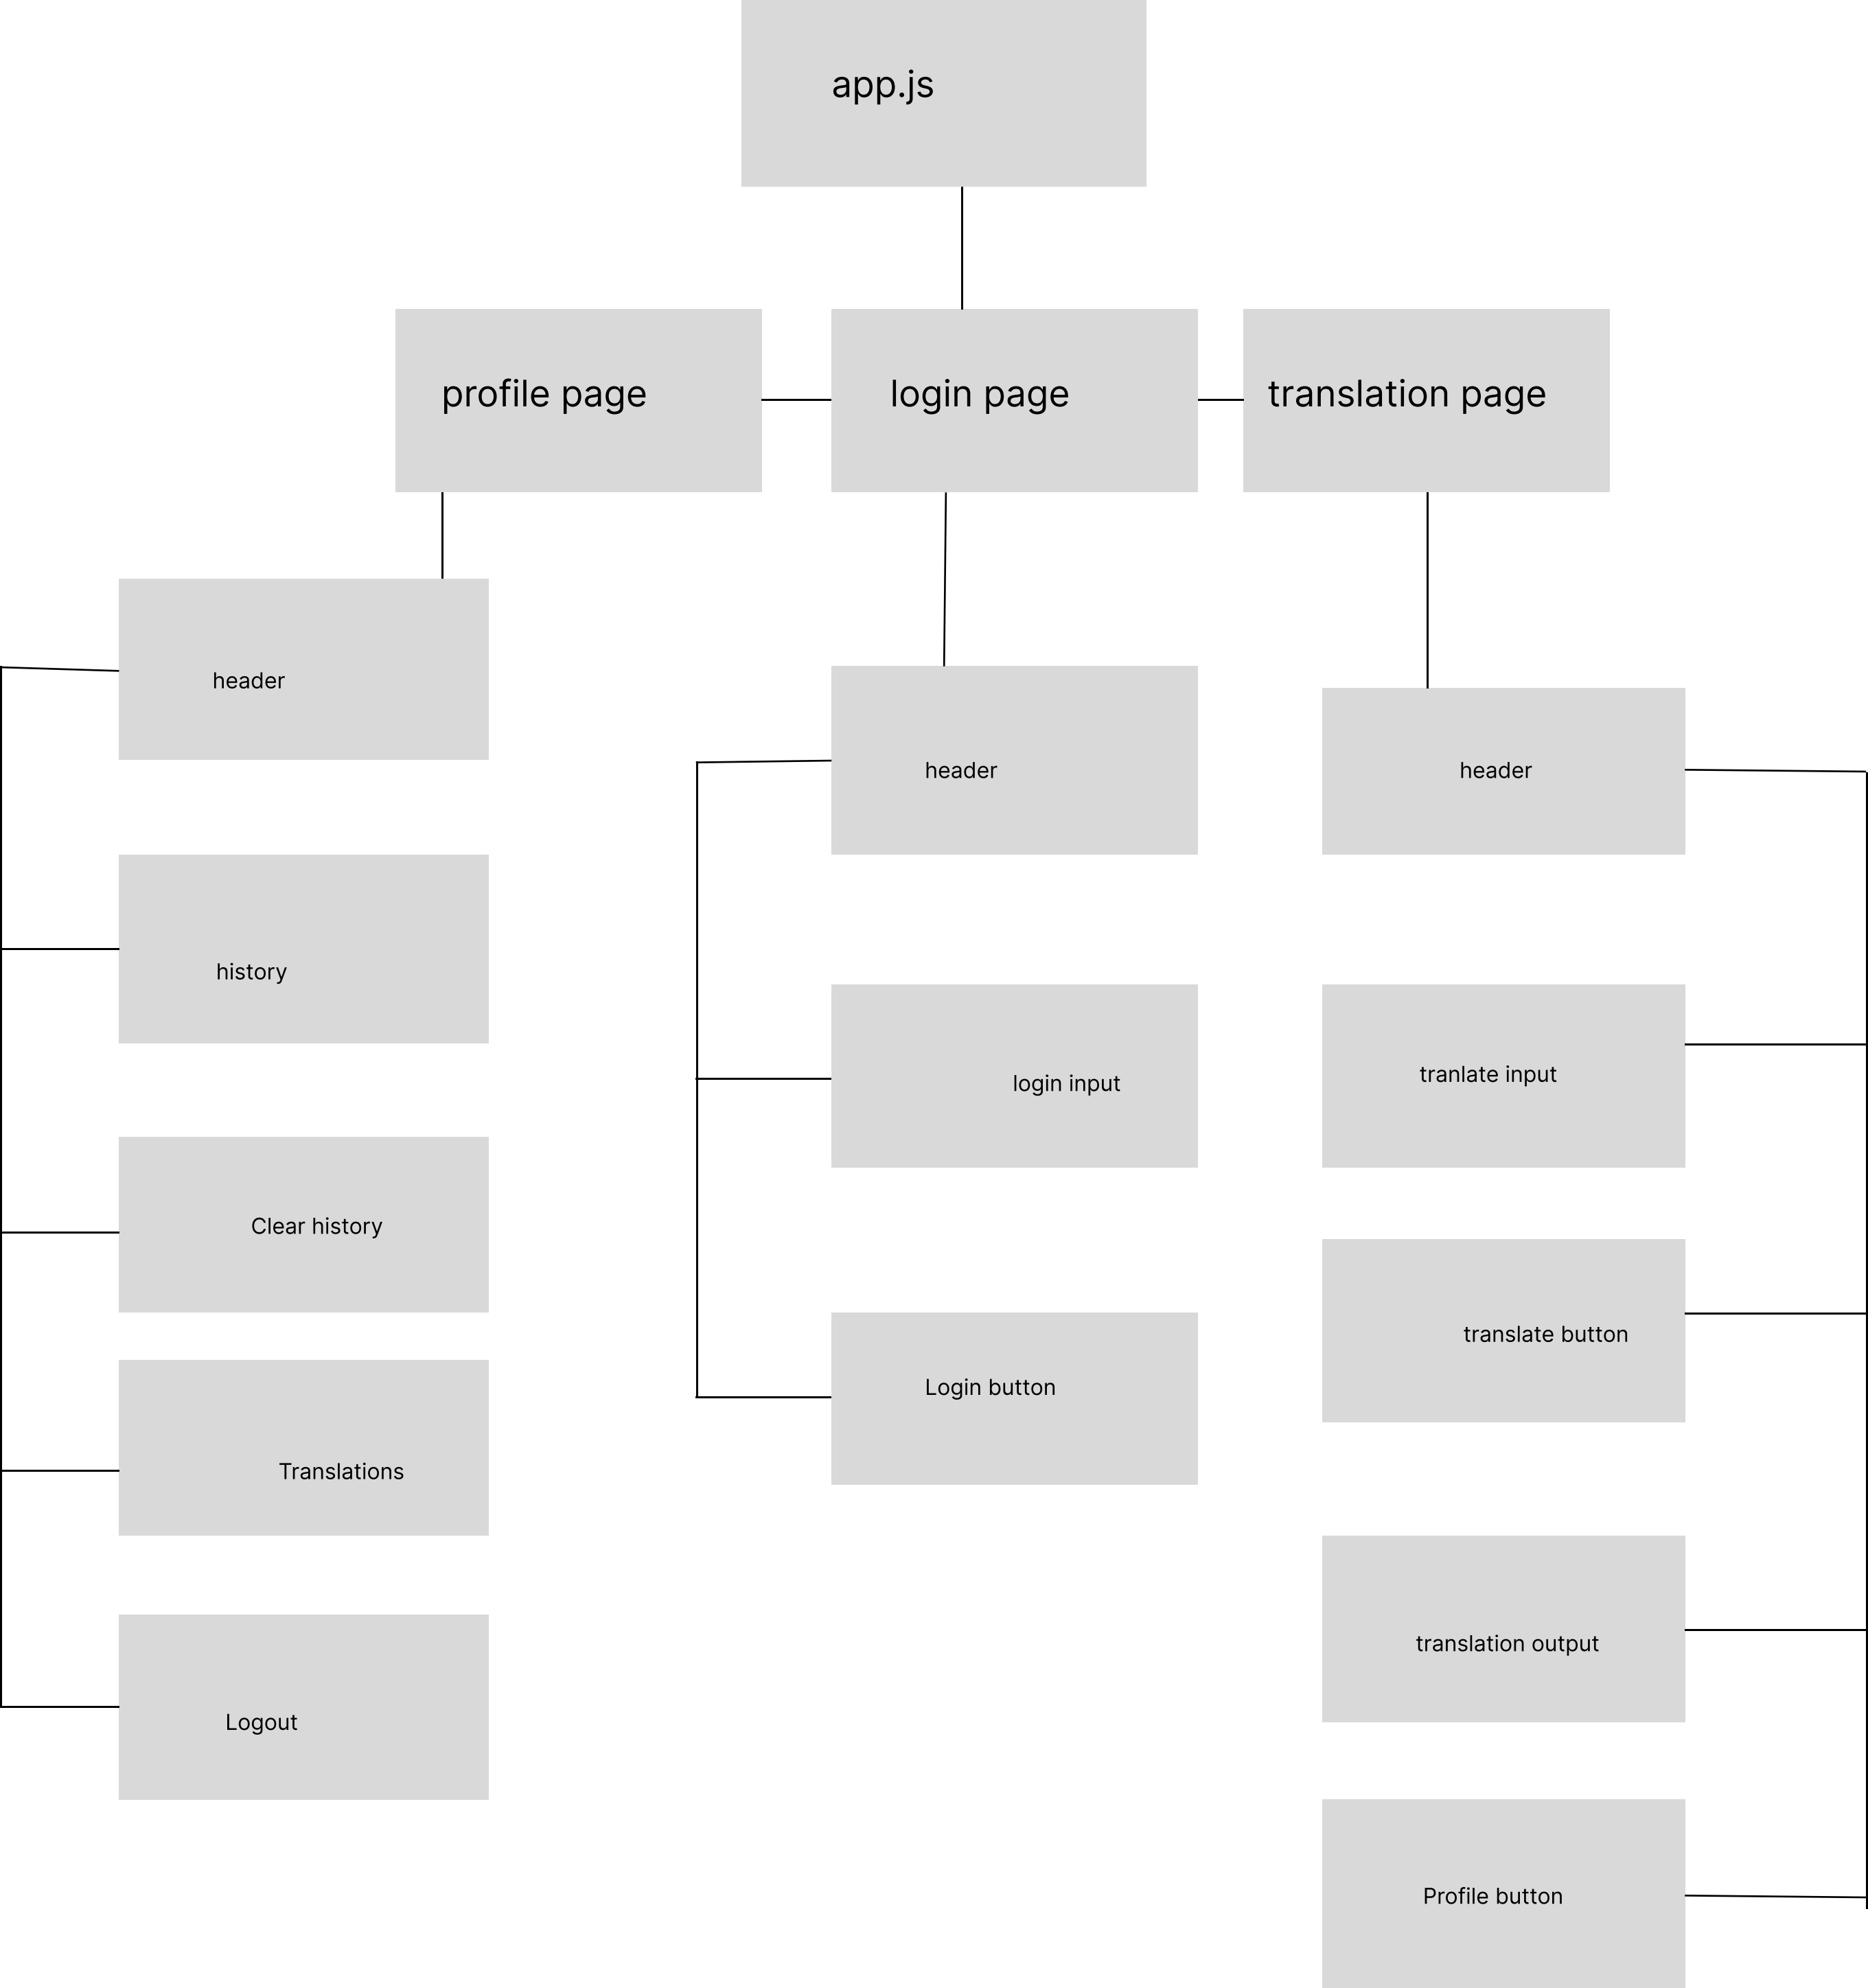 app.js
profile page
login page
translation page
header
history
Clear history
Translations
Logout
header
login input
Login button
header
tranlate input
translate button
translation output
Profile button